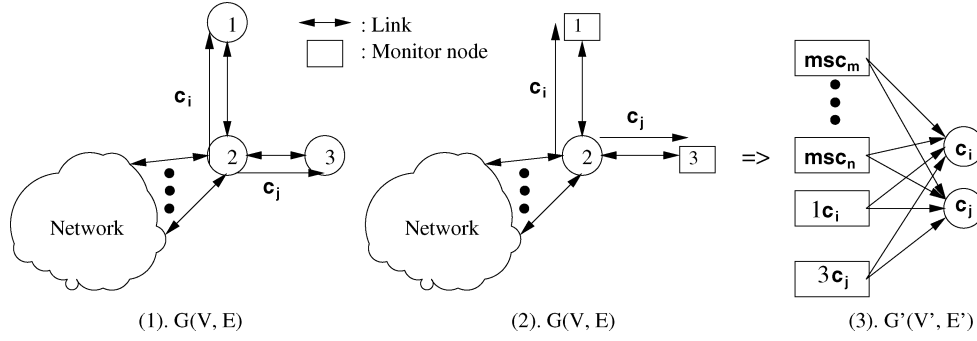 1
: Link
: Monitor node
c_i
2
3
c_j
Network
(1). G(V, E)
1
c_i
c_j
2
3
Network
(2). G(V, E)
=>
msc_m
msc_n
1c_i
3c_j
c_i
c_j
(3). G'(V', E')